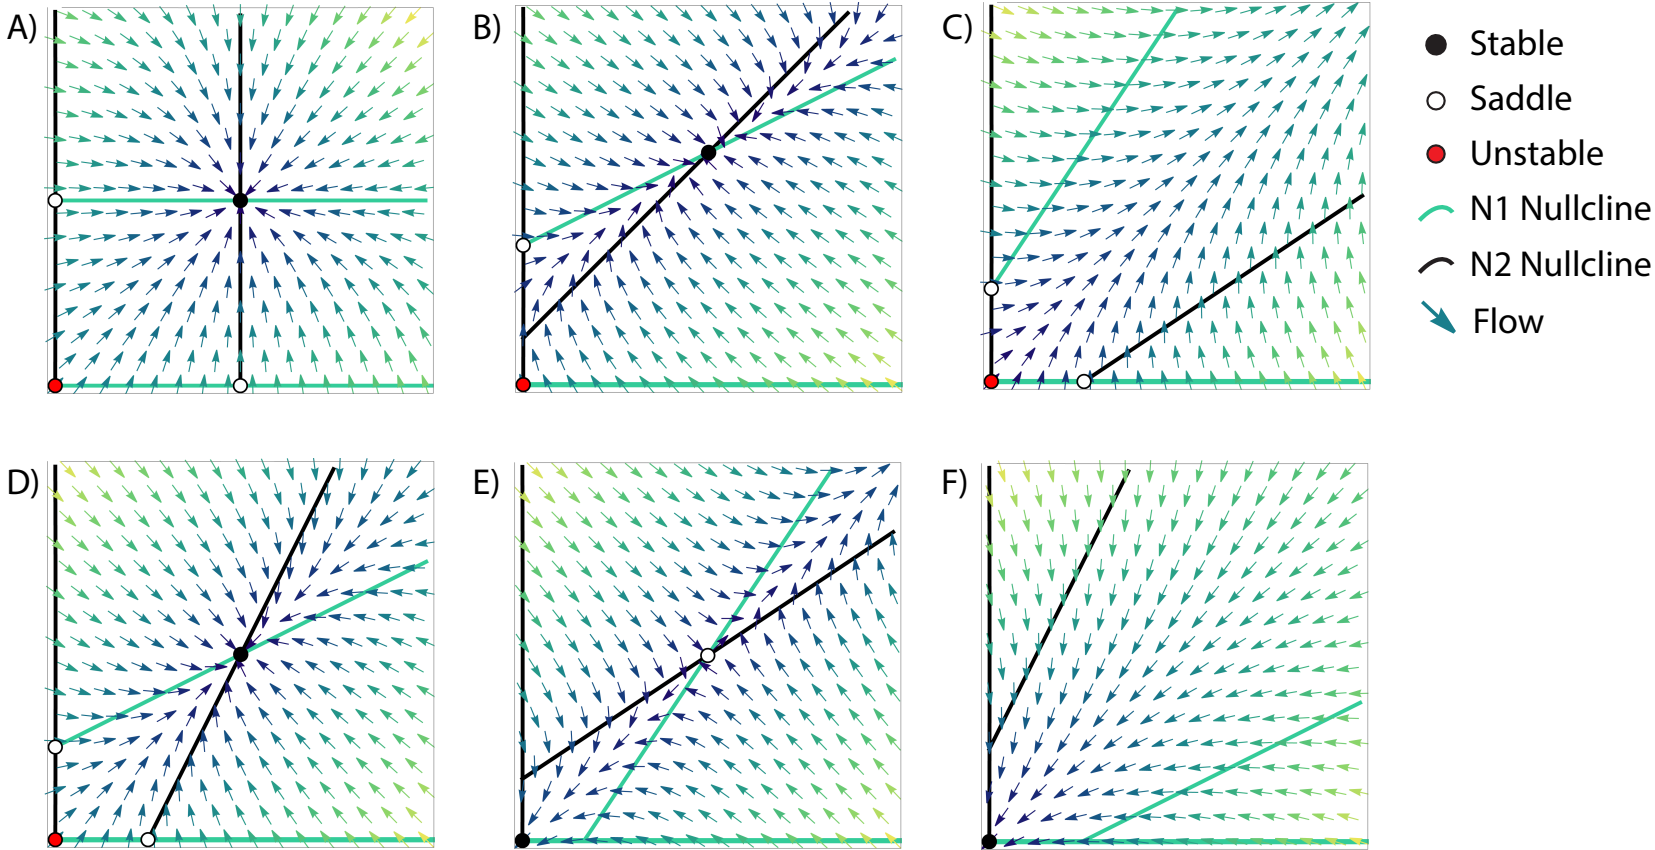 A)
B)
C)
Stable
Saddle
Unstable
N1 Nullcline
N2 Nullcline
Flow
D)
E)
F)